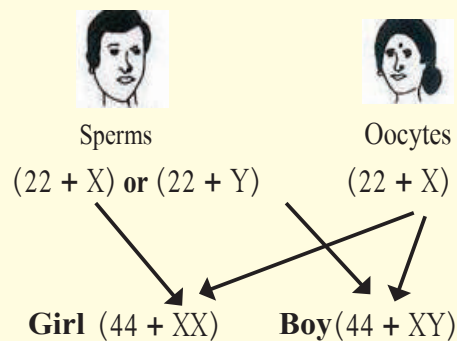 Sperms Oocytes
(22 + X) or (22 + Y) (22 + X)
Girl (44 + XX) Boy(44 + XY)